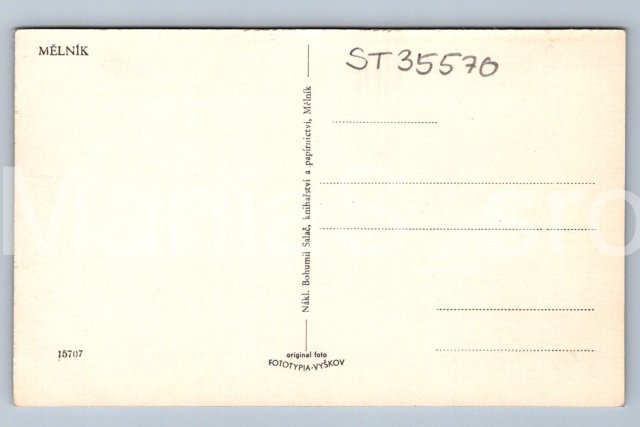 MĚLNÍK
ST35570
Nákl. Bohumil Salač, knihařství a papírnictví, Mělník
15707
original foto
FOTOTYPIA-VYŠKOV